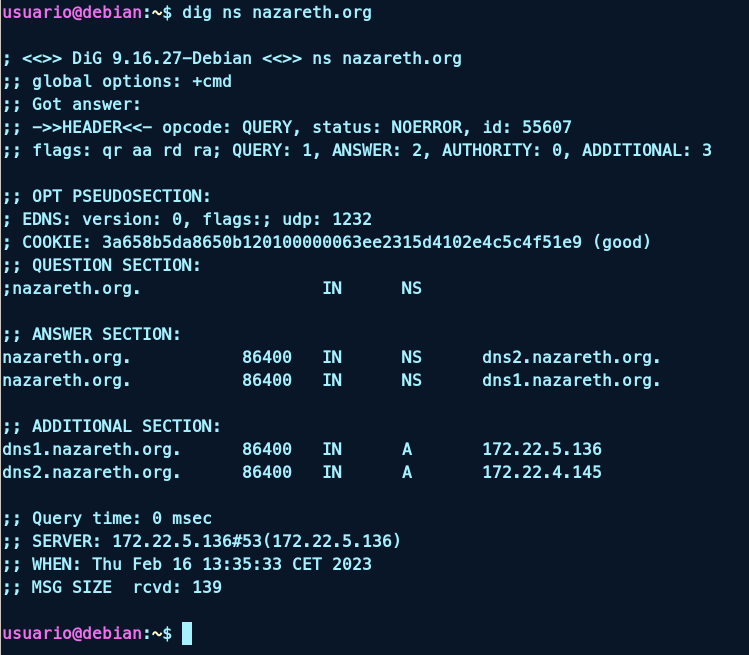 usuario@debian:~$ dig ns nazareth.org
; <<>> DiG 9.16.27-Debian <<>> ns nazareth.org
;; global options: +cmd
;; Got answer:
;; ->>HEADER<<- opcode: QUERY, status: NOERROR, id: 55607
;; flags: qr aa rd ra; QUERY: 1, ANSWER: 2, AUTHORITY: 0, ADDITIONAL: 3
;; OPT PSEUDOSECTION:
; EDNS: version: 0, flags:; udp: 1232
; COOKIE: 3a658b5da8650b120100000063ee2315d4102e4c5c4f51e9 (good)
;; QUESTION SECTION:
;nazareth.org. IN NS
;; ANSWER SECTION:
nazareth.org. 86400 IN NS dns2.nazareth.org.
nazareth.org. 86400 IN NS dns1.nazareth.org.
;; ADDITIONAL SECTION:
dns1.nazareth.org. 86400 IN A 172.22.5.136
dns2.nazareth.org. 86400 IN A 172.22.4.145
;; Query time: 0 msec
;; SERVER: 172.22.5.136#53(172.22.5.136)
;; WHEN: Thu Feb 16 13:35:33 CET 2023
;; MSG SIZE rcvd: 139
usuario@debian:~$